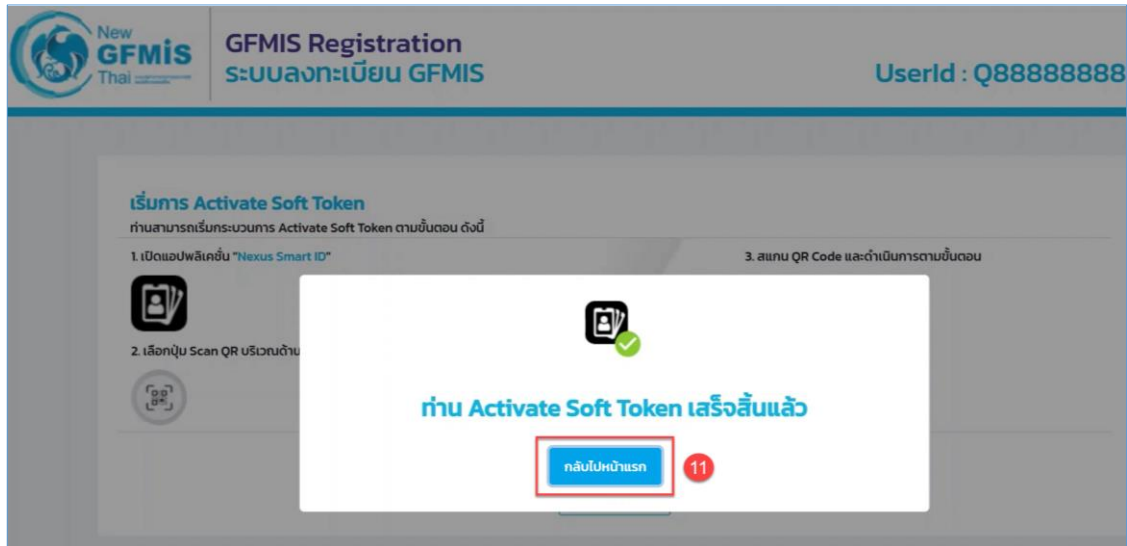 New
GFMIS
Thai
GFMIS Registration
ระบบลงทะเบียน GFMIS
UserId : Q88888888
เริ่มการ Activate Soft Token
ท่านสามารถเริ่มกระบวนการ Activate Soft Token ตามขั้นตอน ดังนี้
1. เปิดแอปพลิเคชั่น "Nexus Smart ID"
3. สแกน QR Code และดำเนินการตามขั้นตอน
2. เลือกปุ่ม Scan QR บริเวณด้าน
ท่าน Activate Soft Token เสร็จสิ้นแล้ว
กลับไปหน้าแรก
11